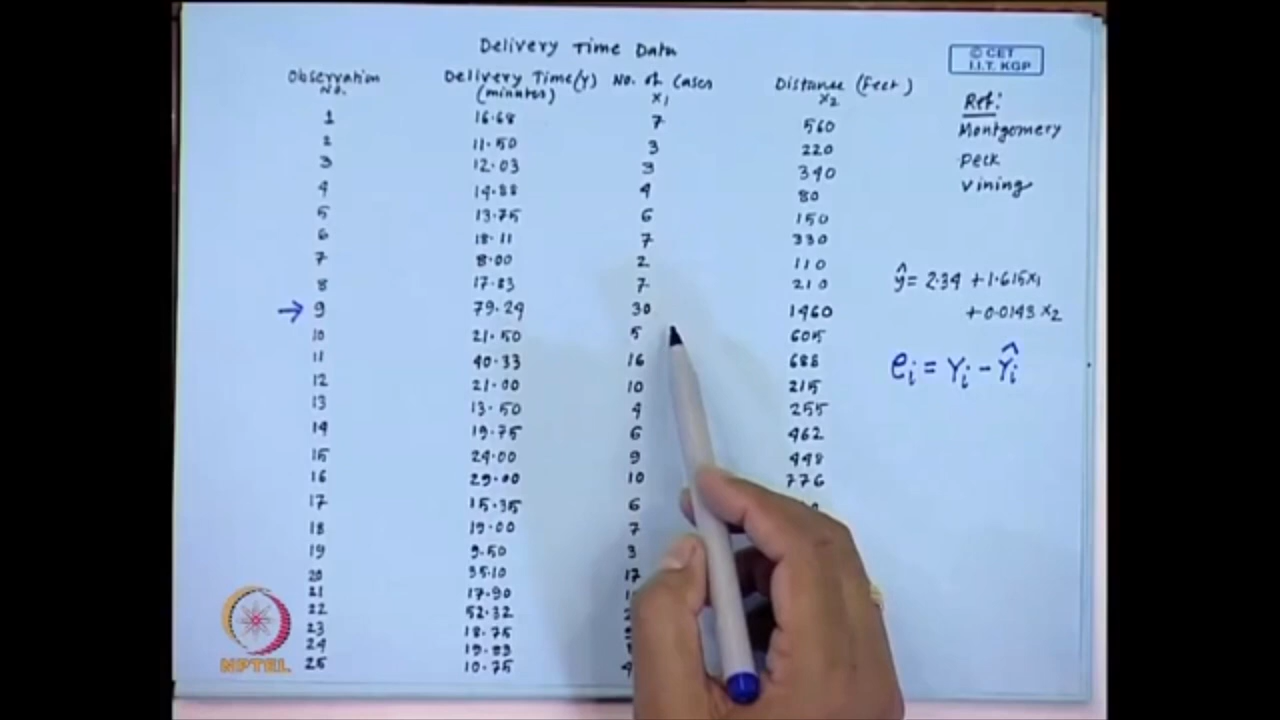 Delivery Time Data
© CET
I.I.T. KGP
Observation No. Delivery Time(Y) (minutes) No. of Cases X1 Distance (Feet) X2
1 16.68 7 560
2 11.50 3 220
3 12.03 3 340
4 14.88 4 80
5 13.75 6 150
6 18.11 7 330
7 8.00 2 110
8 17.83 7 210
→ 9 79.24 30 1460
10 21.50 5 605
11 40.33 16 688
12 21.00 10 215
13 13.50 4 255
14 19.75 6 462
15 24.00 9 448
16 29.00 10 776
17 15.35 6
18 19.00 7
19 9.50 3
20 35.10 17
21 17.90
22 52.32
23 18.75
24 19.83
25 10.75 4
Ref:
Montgomery
Peck
Vining
ŷ = 2.34 + 1.615x1
+ 0.0143 x2
ei = Yi - Ŷi
NPTEL